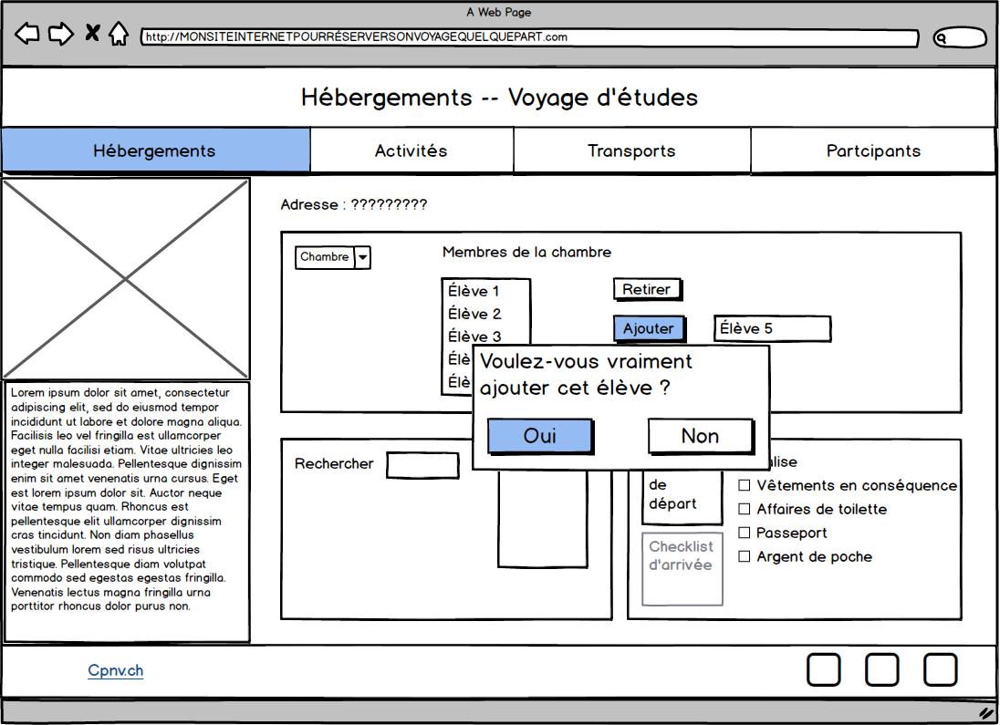 A Web Page
http://MONSITEINTERNETPOURRÉSERVERSONVOYAGEQUELQUEPART.com
Hébergements -- Voyage d'études
Hébergements
Activités
Transports
Partcipants
Adresse : ?????????
Chambre
Membres de la chambre
Élève 1
Élève 2
Élève 3
Retirer
Ajouter
Élève 5
Voulez-vous vraiment
ajouter cet élève ?
Oui
Non
Lorem ipsum dolor sit amet, consectetur
adipiscing elit, sed do eiusmod tempor
incididunt ut labore et dolore magna aliqua.
Facilisis leo vel fringilla est ullamcorper
eget nulla facilisi etiam. Vitae ultricies leo
integer malesuada. Pellentesque dignissim
enim sit amet venenatis urna cursus. Eget
est lorem ipsum dolor sit. Auctor neque
vitae tempus quam. Rhoncus est
pellentesque elit ullamcorper dignissim
cras tincidunt. Non diam phasellus
vestibulum lorem sed risus ultricies
tristique. Pellentesque diam volutpat
commodo sed egestas egestas fringilla.
Venenatis lectus magna fringilla urna
porttitor rhoncus dolor purus non.
Rechercher
de
départ
Checklist
d'arrivée
Vêtements en conséquence
Affaires de toilette
Passeport
Argent de poche
Cpnv.ch